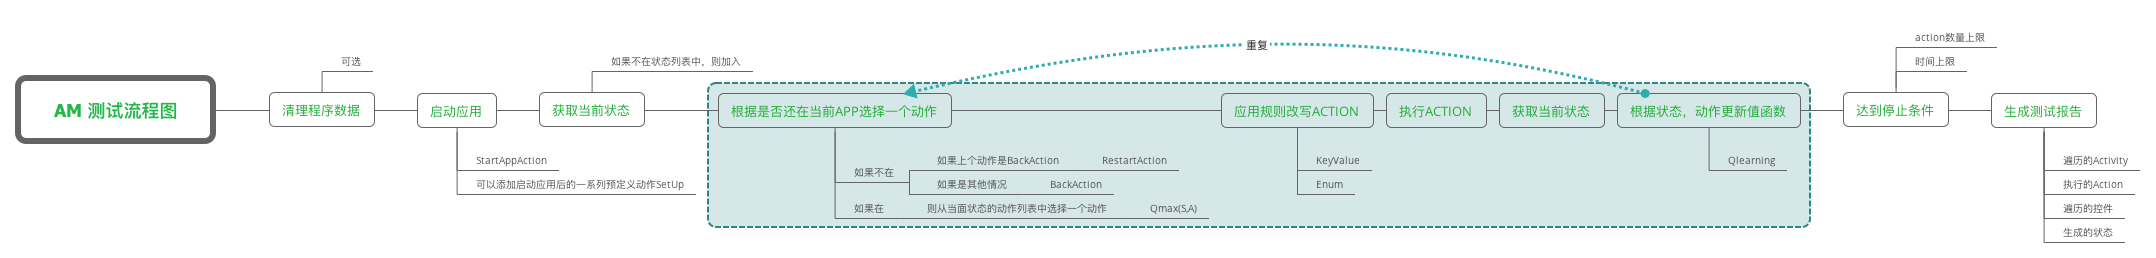 AM 测试流程图
清理程序数据
可选
启动应用
StartAppAction
可以添加启动应用后的一系列预定义动作SetUp
获取当前状态
如果不在状态列表中，则加入
重复
根据是否还在当前APP选择一个动作
如果不在
如果上个动作是BackAction
RestartAction
如果是其他情况
BackAction
如果在
则从当面状态的动作列表中选择一个动作
Qmax(S,A)
应用规则改写ACTION
KeyValue
Enum
执行ACTION
获取当前状态
根据状态，动作更新值函数
Qlearning
达到停止条件
action数量上限
时间上限
生成测试报告
遍历的Activity
执行的Action
遍历的控件
生成的状态